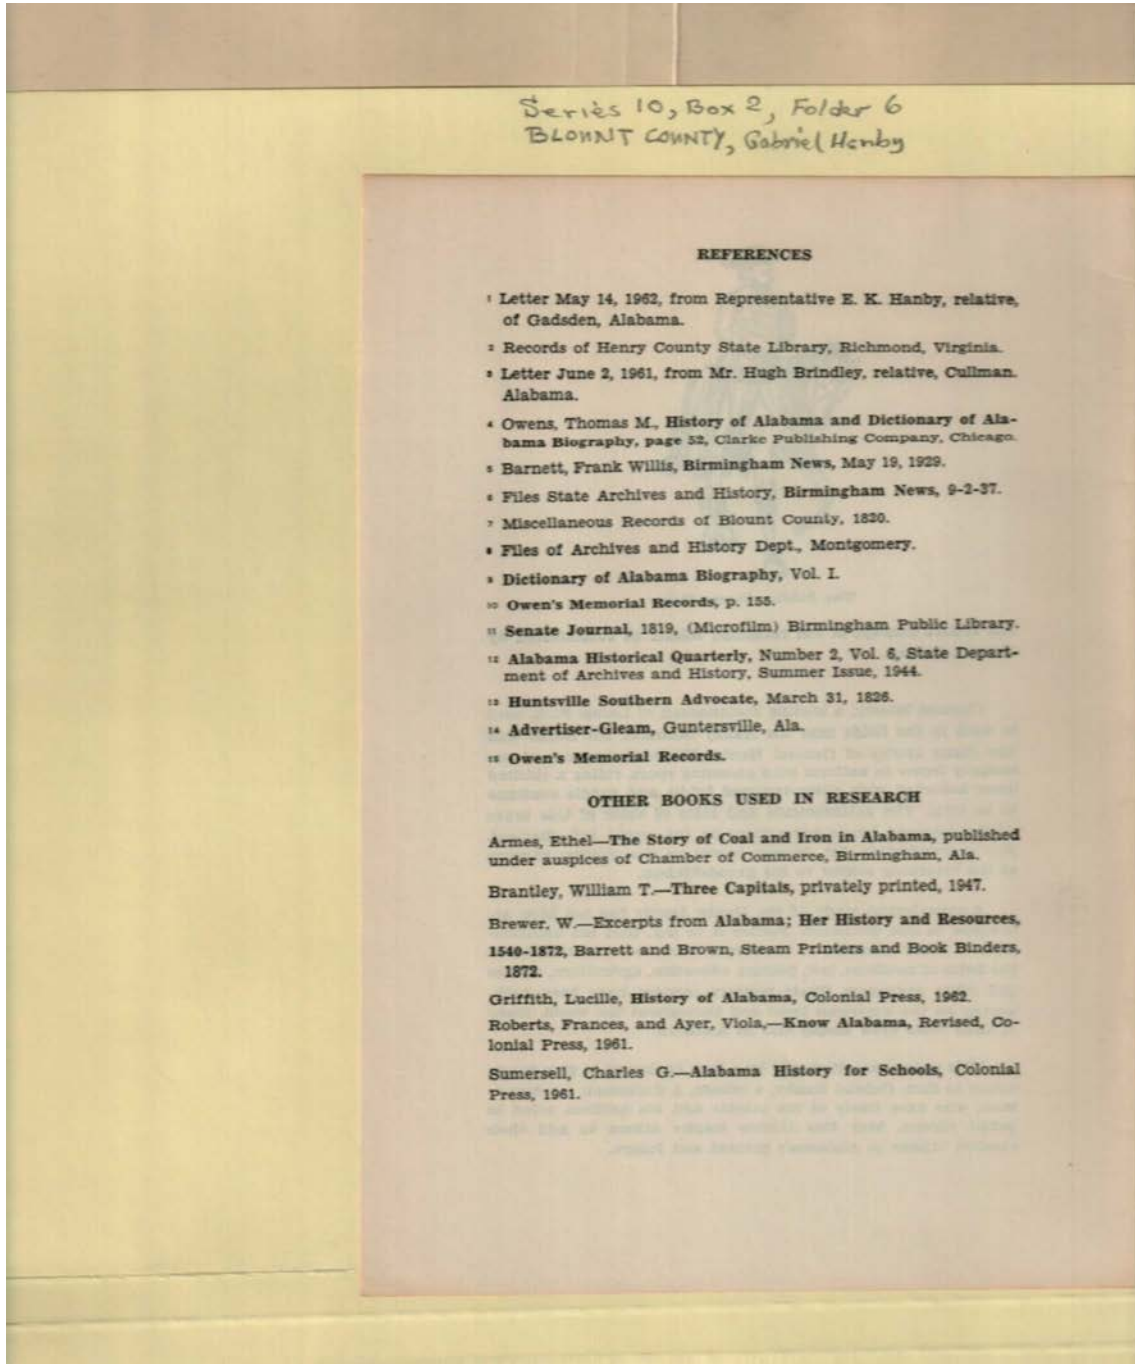 Series 10, Box 2, Folder 6
BLOUNT COUNTY, Gabriel Hanby
REFERENCES
1 Letter May 14, 1962, from Representative E. K. Hanby, relative,
of Gadsden, Alabama.
2 Records of Henry County State Library, Richmond, Virginia.
3 Letter June 2, 1961, from Mr. Hugh Brindley, relative, Cullman.
Alabama.
4 Owens, Thomas M., History of Alabama and Dictionary of Ala-
bama Biography, page 52, Clarke Publishing Company, Chicago.
5 Barnett, Frank Willis, Birmingham News, May 19, 1929.
6 Files State Archives and History, Birmingham News, 9-2-37.
7 Miscellaneous Records of Blount County, 1820.
8 Files of Archives and History Dept., Montgomery.
9 Dictionary of Alabama Biography, Vol. I.
10 Owen's Memorial Records, p. 155.
11 Senate Journal, 1819, (Microfilm) Birmingham Public Library.
12 Alabama Historical Quarterly, Number 2, Vol. 6, State Depart-
ment of Archives and History, Summer Issue, 1944.
13 Huntsville Southern Advocate, March 31, 1826.
14 Advertiser-Gleam, Guntersville, Ala.
15 Owen's Memorial Records.
OTHER BOOKS USED IN RESEARCH
Armes, Ethel—The Story of Coal and Iron in Alabama, published
under auspices of Chamber of Commerce, Birmingham, Ala.
Brantley, William T.—Three Capitals, privately printed, 1947.
Brewer, W.—Excerpts from Alabama; Her History and Resources,
1540-1872, Barrett and Brown, Steam Printers and Book Binders,
1872.
Griffith, Lucille, History of Alabama, Colonial Press, 1962.
Roberts, Frances, and Ayer, Viola,—Know Alabama, Revised, Co-
lonial Press, 1961.
Sumersell, Charles G.—Alabama History for Schools, Colonial
Press, 1961.